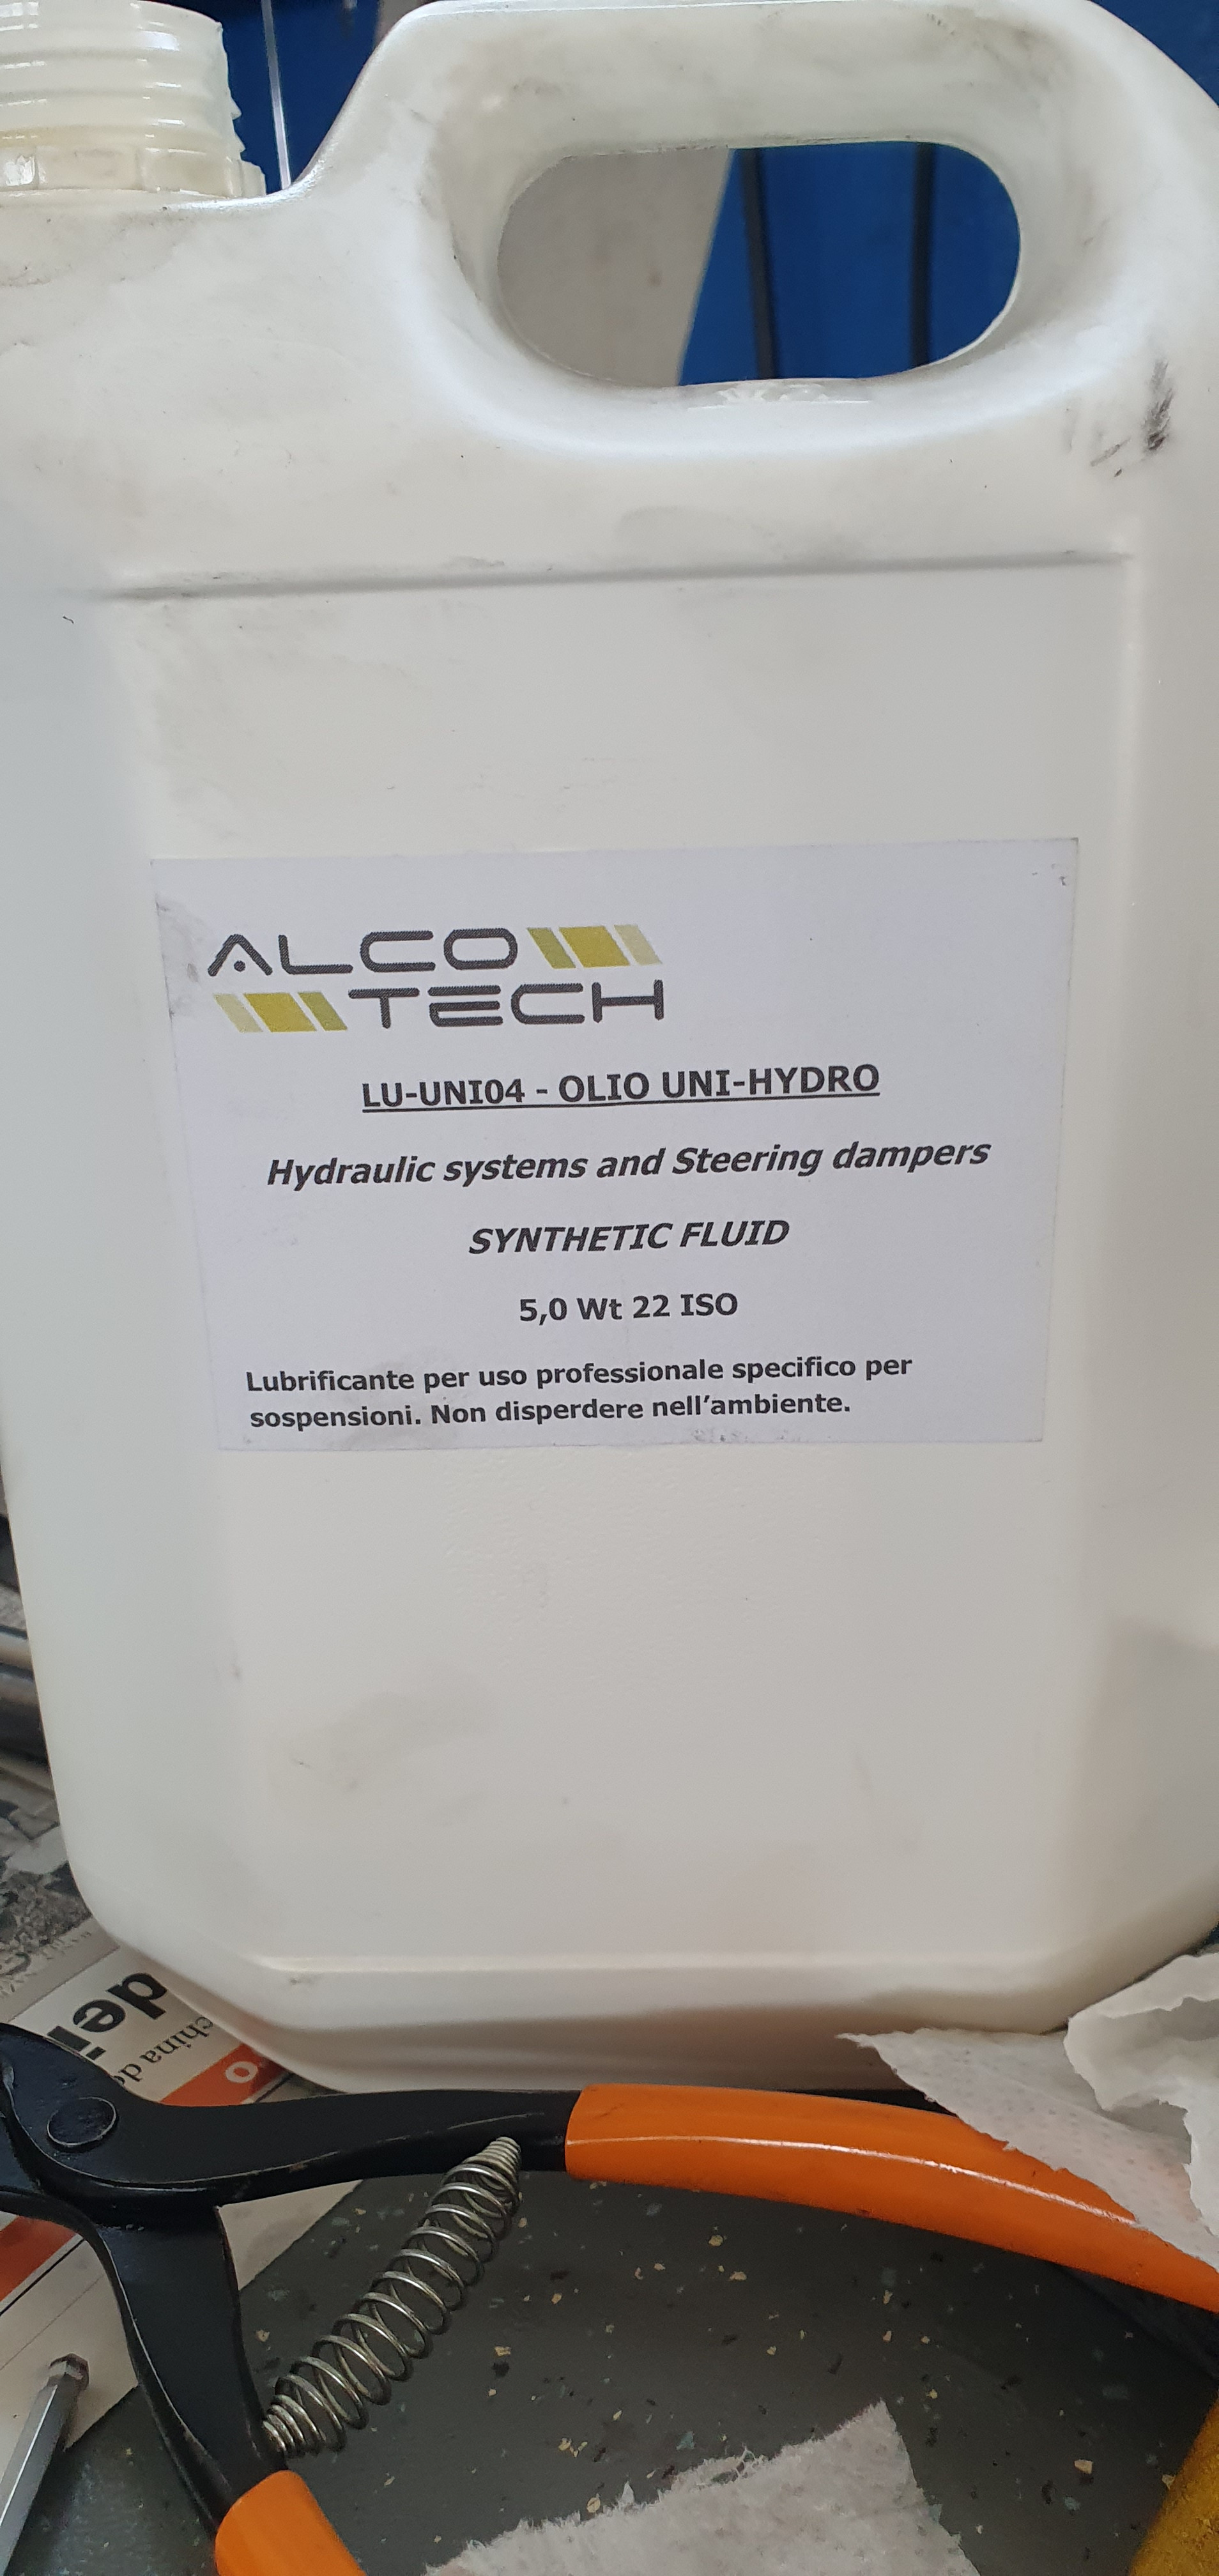 ALCO
TECH
LU-UNI04 - OLIO UNI-HYDRO
Hydraulic systems and Steering dampers
SYNTHETIC FLUID
5,0 Wt 22 ISO
Lubrificante per uso professionale specifico per
sospensioni. Non disperdere nell'ambiente.
china d